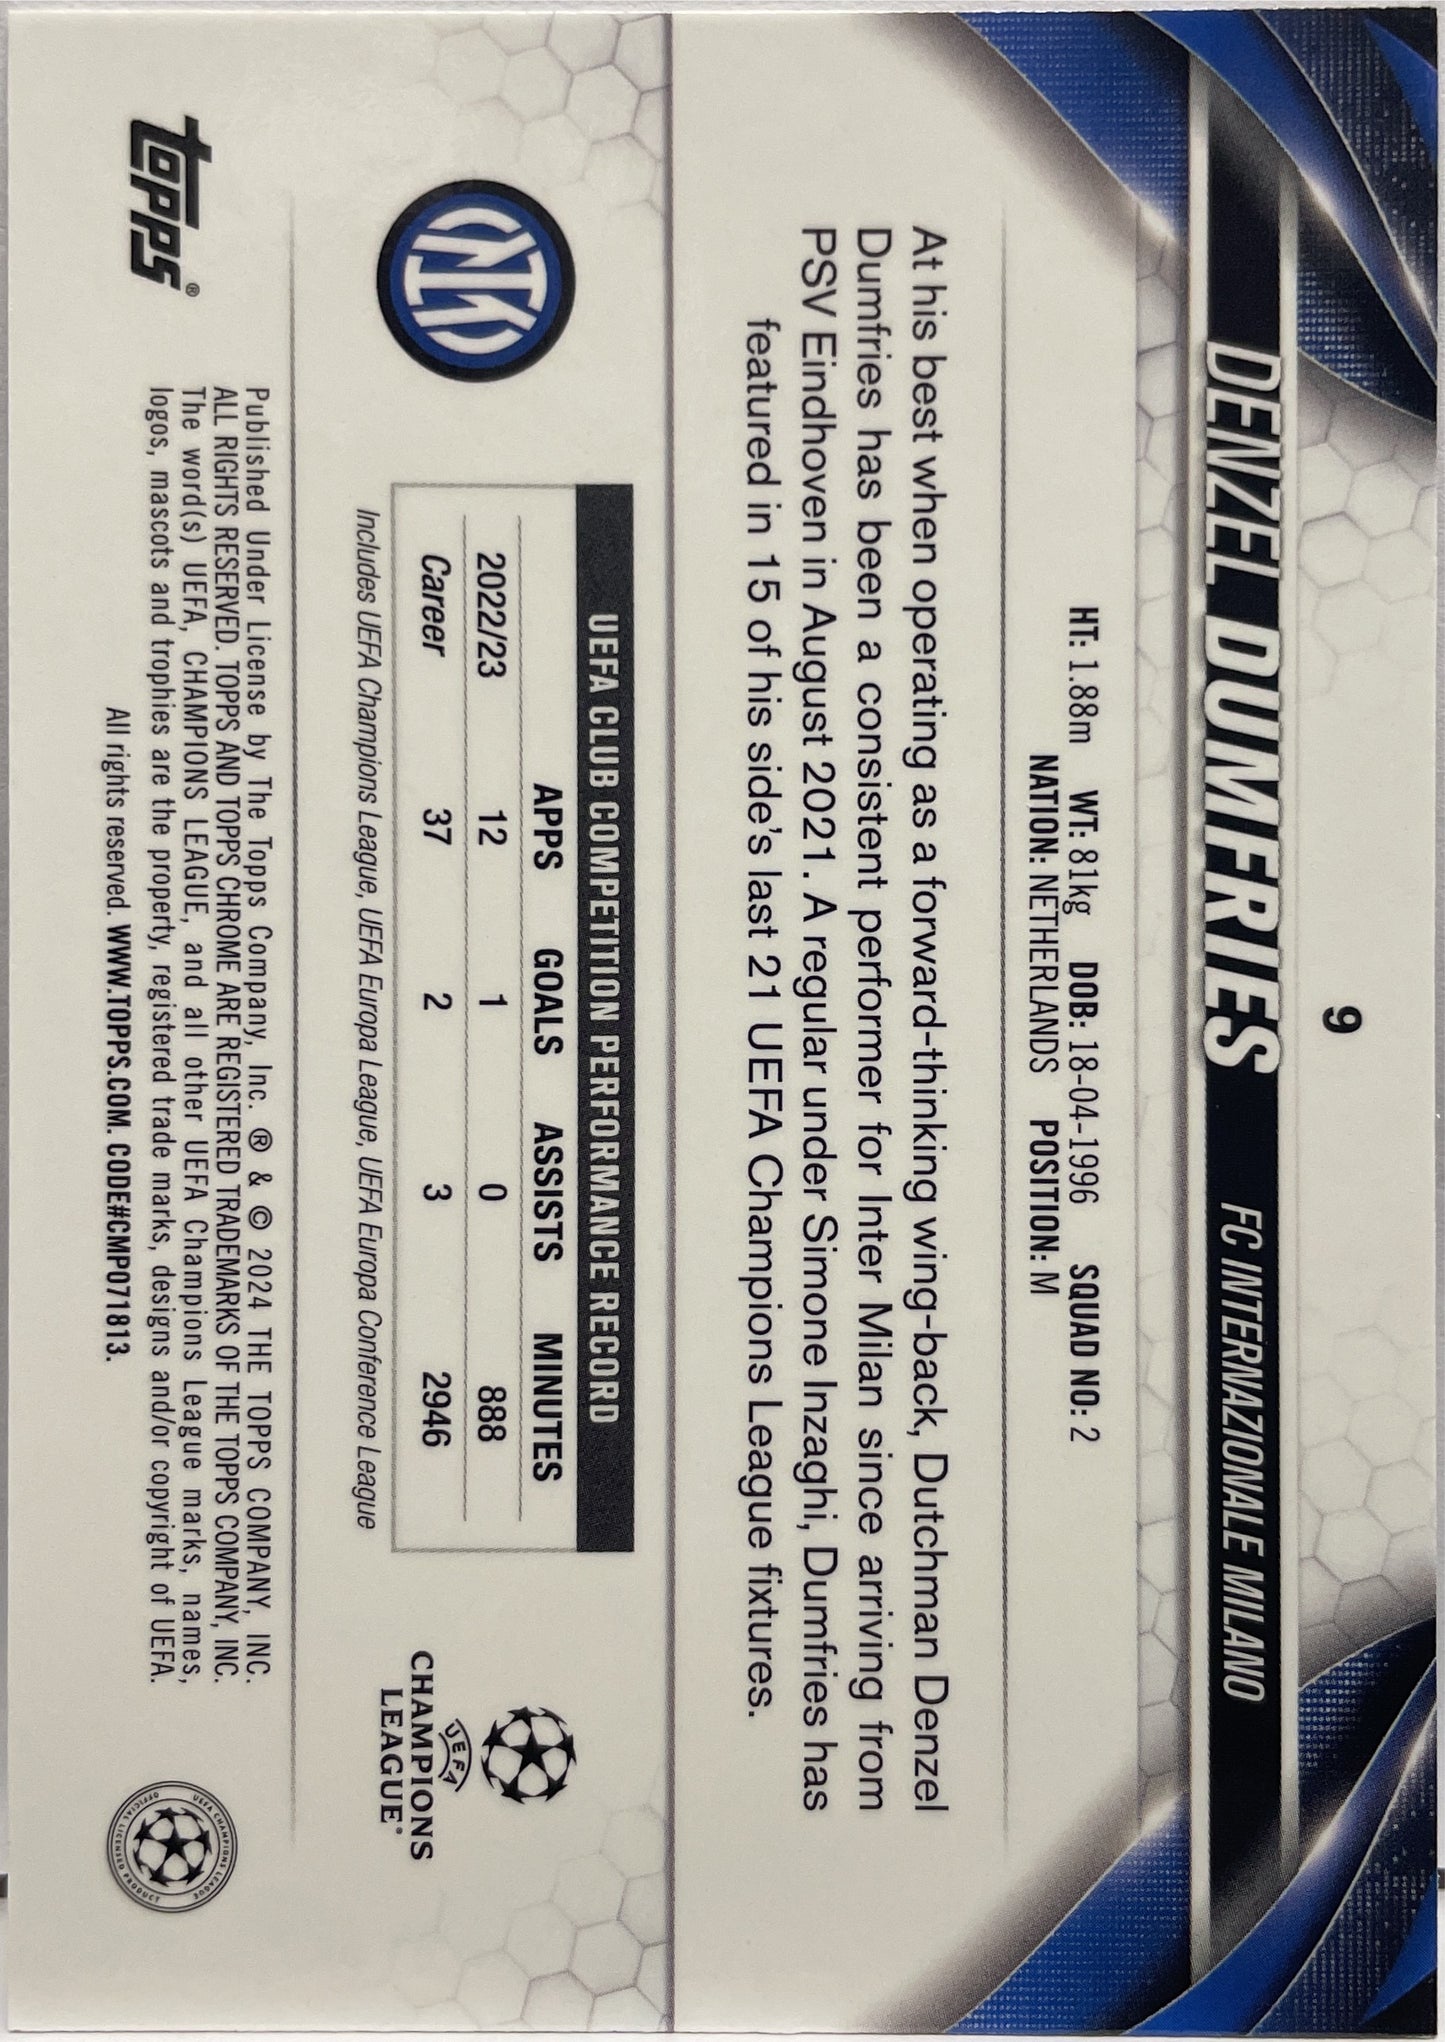 9
DENZEL DUMFRIES FC INTERNAZIONALE MILANO
HT: 1.88m WT: 81kg DOB: 18-04-1996 SQUAD NO: 2
NATION: NETHERLANDS POSITION: M
At his best when operating as a forward-thinking wing-back, Dutchman Denzel
Dumfries has been a consistent performer for Inter Milan since arriving from
PSV Eindhoven in August 2021. A regular under Simone Inzaghi, Dumfries has
featured in 15 of his side's last 21 UEFA Champions League fixtures.
UEFA CLUB COMPETITION PERFORMANCE RECORD
APPS GOALS ASSISTS MINUTES
2022/23 12 1 0 888
Career 37 2 3 2946
Includes UEFA Champions League, UEFA Europa League, UEFA Europa Conference League
UEFA
CHAMPIONS
LEAGUE®
topps®
Published Under License by The Topps Company, Inc. ® & © 2024 THE TOPPS COMPANY, INC.
ALL RIGHTS RESERVED. TOPPS AND TOPPS CHROME ARE REGISTERED TRADEMARKS OF THE TOPPS COMPANY, INC.
The word(s) UEFA, CHAMPIONS LEAGUE, and all other UEFA Champions League marks, names,
logos, mascots and trophies are the property, registered trade marks, designs and/or copyright of UEFA.
All rights reserved. WWW.TOPPS.COM. CODE#CMP071813.
UEFA CHAMPIONS LEAGUE
OFFICIAL LICENSED PRODUCT